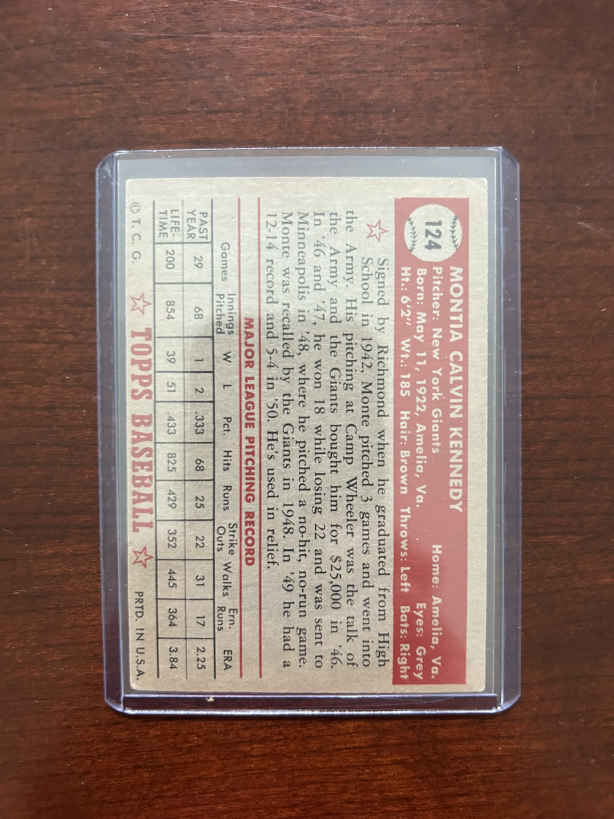 124
MONTIA CALVIN KENNEDY
Pitcher: New York Giants Home: Amelia, Va.
Born: May 11, 1922, Amelia, Va. Eyes: Grey
Ht.: 6'2" Wt.: 185 Hair: Brown Throws: Left Bats: Right
Signed by Richmond when he graduated from High
School in 1942, Monte pitched 3 games and went into
the Army. His pitching at Camp Wheeler was the talk of
the Army and the Giants bought him for $25,000 in '46.
In '46 and '47, he won 18 while losing 22 and was sent to
Minneapolis in '48, where he pitched a no-hit, no-run game.
Monte was recalled by the Giants in 1948. In '49 he had a
12-14 record and 5-4 in '50. He's used in relief.
MAJOR LEAGUE PITCHING RECORD
Games Innings Pitched W L Pct. Hits Runs Strike Outs Walks Ern. Runs ERA
PAST YEAR 29 68 1 2 .333 68 25 22 31 17 2.25
LIFE-TIME 200 854 39 51 .433 825 429 352 445 364 3.84
© T. C. G. TOPPS BASEBALL PRTD. IN U.S.A.